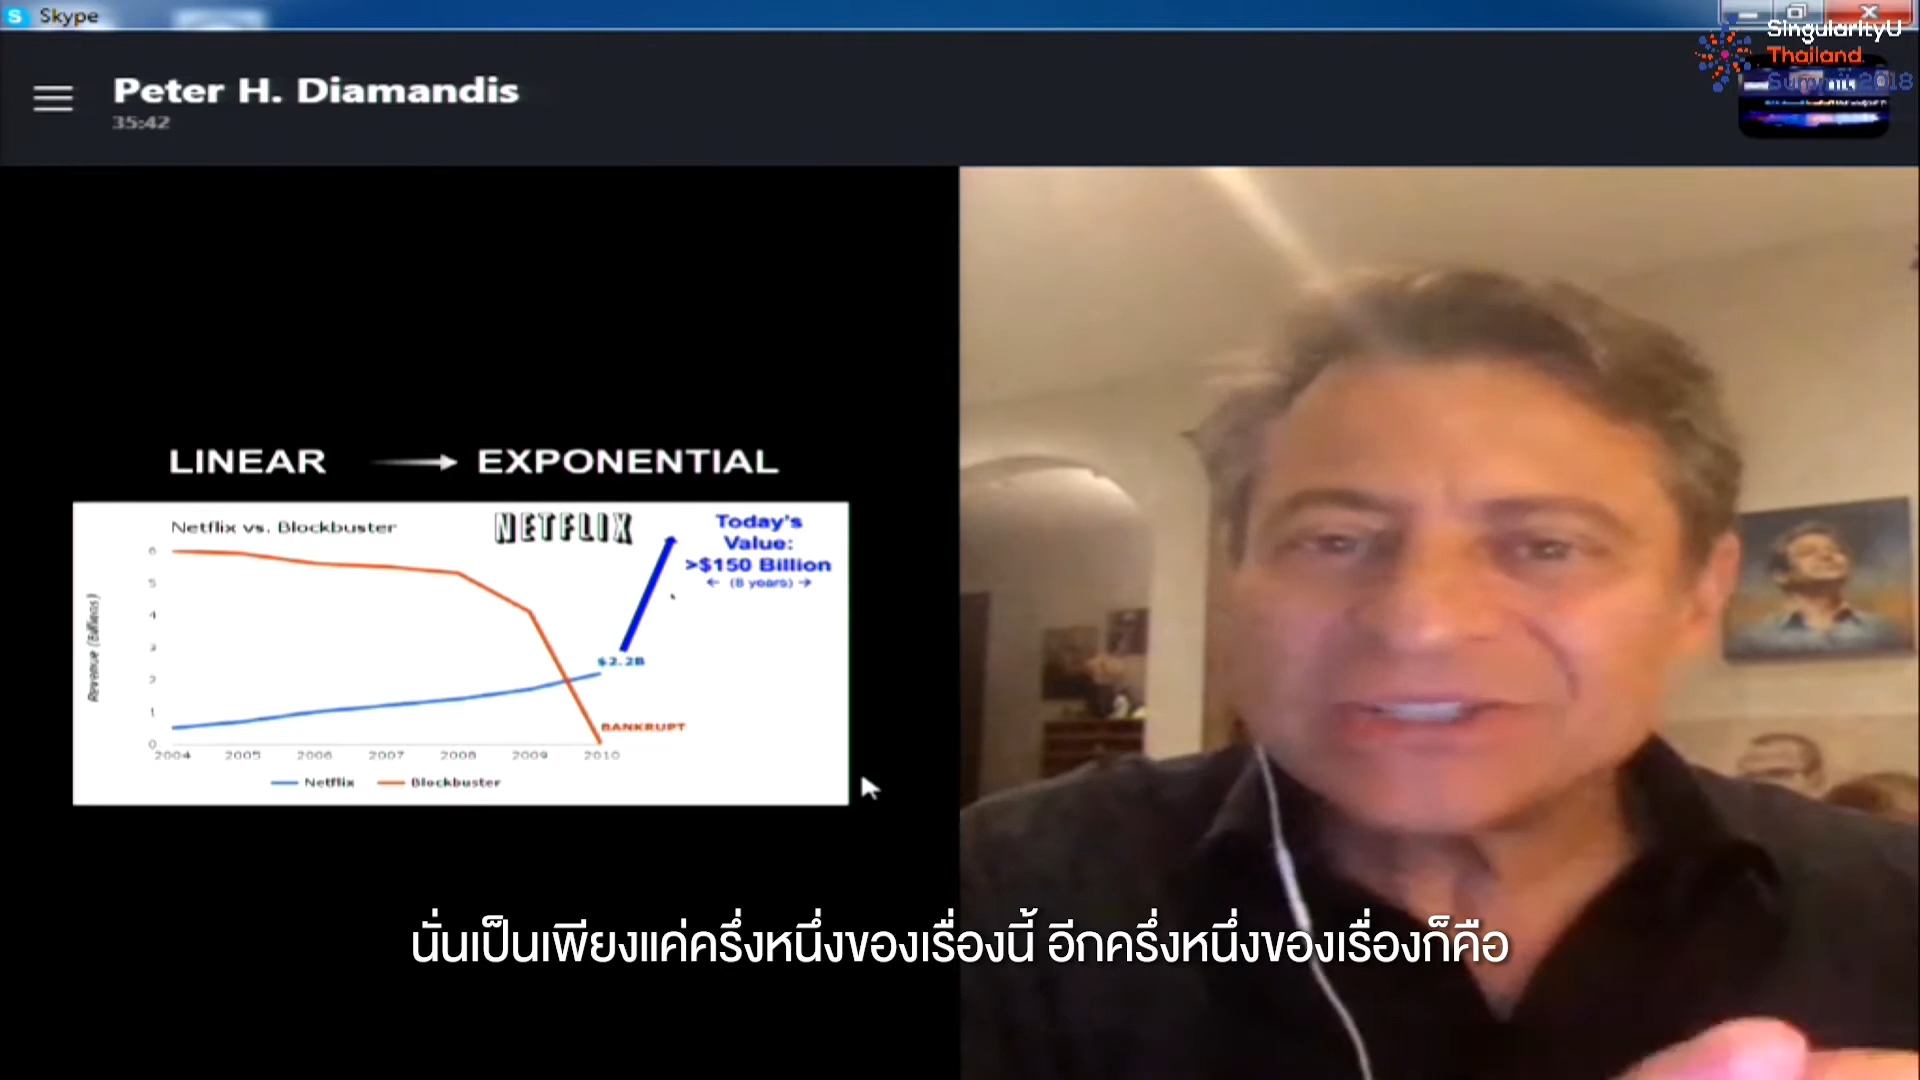 Skype
SingularityU
Thailand
Summit 2018
Peter H. Diamandis
35:42
LINEAR → EXPONENTIAL
Netflix vs. Blockbuster
NETFLIX
Today's
Value:
>$150 Billion
← (8 years) →
Revenue (Billions)
6
5
4
3
2
1
0
$2.2B
BANKRUPT
2004 2005 2006 2007 2008 2009 2010
Netflix Blockbuster
นั่นเป็นเพียงแค่ครึ่งหนึ่งของเรื่องนี้ อีกครึ่งหนึ่งของเรื่องก็คือ